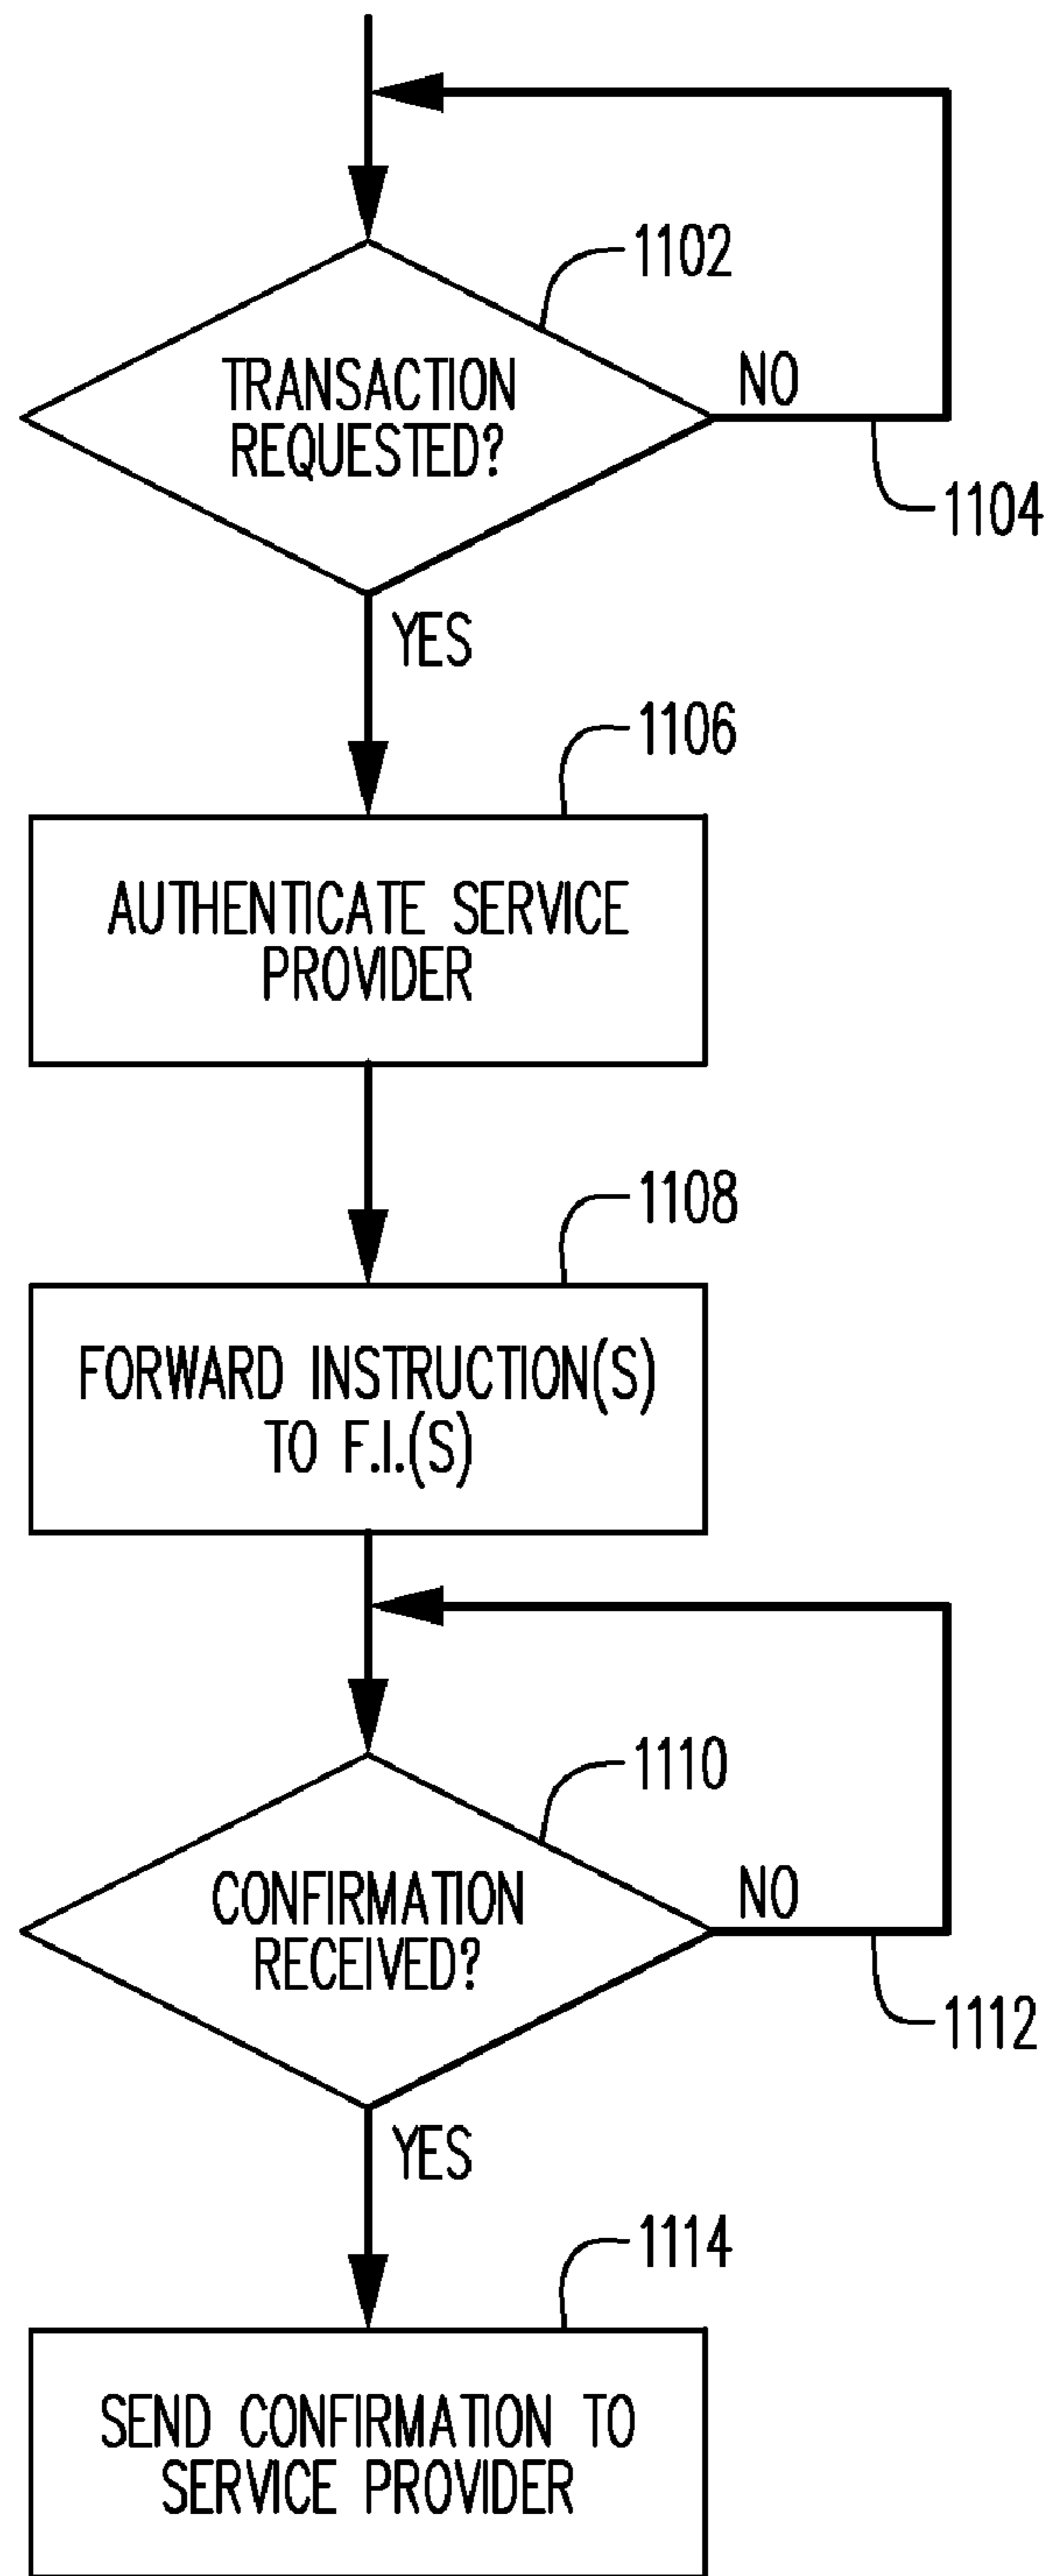 1102
TRANSACTION
REQUESTED?
NO
1104
YES
1106
AUTHENTICATE SERVICE
PROVIDER
1108
FORWARD INSTRUCTION(S)
TO F.I.(S)
1110
CONFIRMATION
RECEIVED?
NO
1112
YES
1114
SEND CONFIRMATION TO
SERVICE PROVIDER